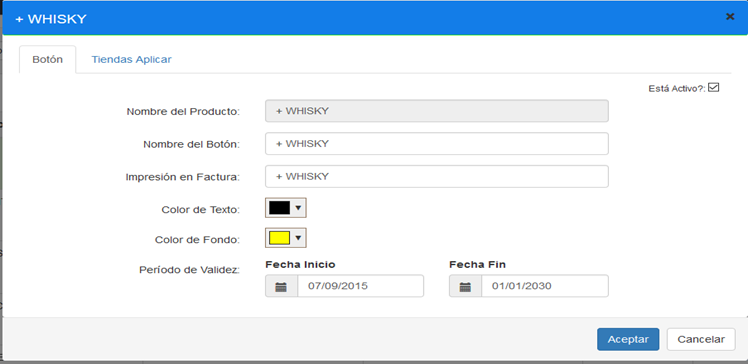 + WHISKY
Botón
Tiendas Aplicar
Está Activo?:
Nombre del Producto: + WHISKY
Nombre del Botón: + WHISKY
Impresión en Factura: + WHISKY
Color de Texto:
Color de Fondo:
Período de Validez:
Fecha Inicio
Fecha Fin
07/09/2015
01/01/2030
Aceptar
Cancelar